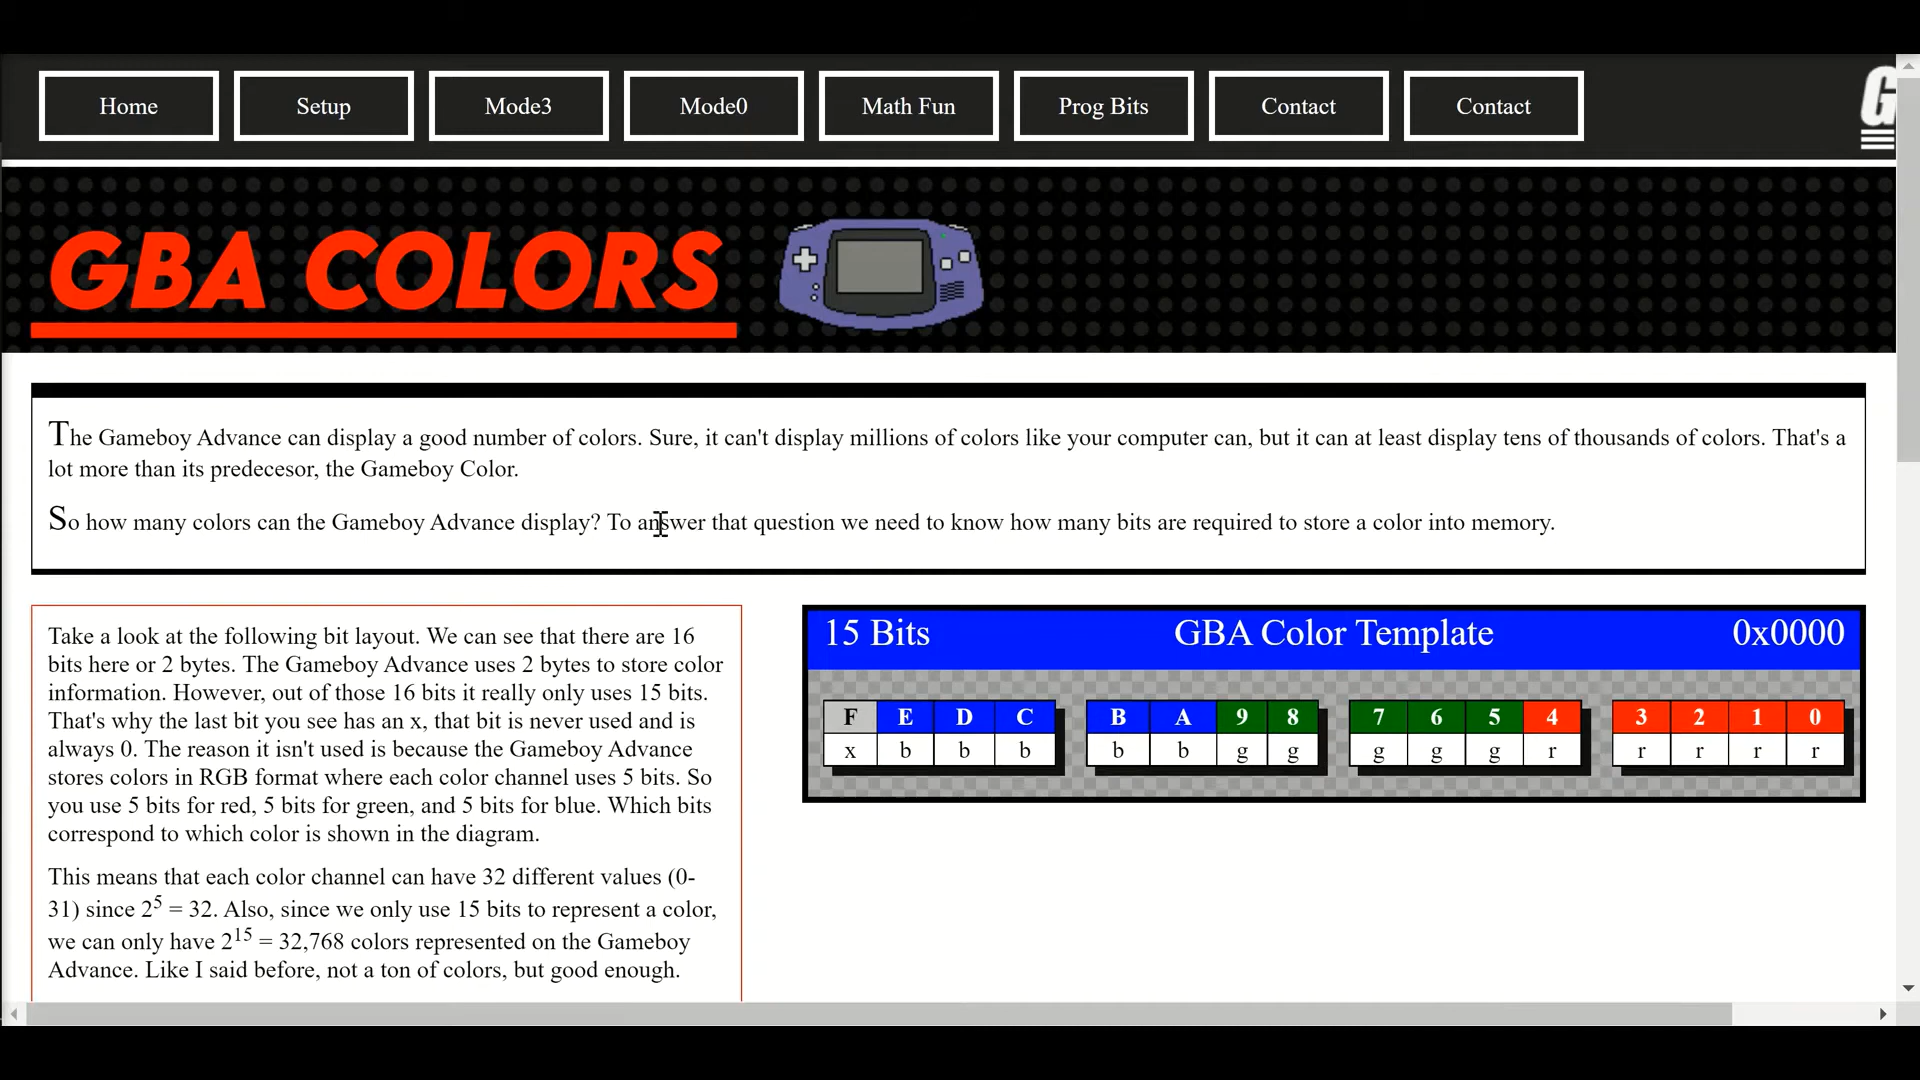 Home Setup Mode3 Mode0 Math Fun Prog Bits Contact Contact
G
GBA COLORS
The Gameboy Advance can display a good number of colors. Sure, it can't display millions of colors like your computer can, but it can at least display tens of thousands of colors. That's a
lot more than its predecesor, the Gameboy Color.
So how many colors can the Gameboy Advance display? To answer that question we need to know how many bits are required to store a color into memory.
Take a look at the following bit layout. We can see that there are 16
bits here or 2 bytes. The Gameboy Advance uses 2 bytes to store color
information. However, out of those 16 bits it really only uses 15 bits.
That's why the last bit you see has an x, that bit is never used and is
always 0. The reason it isn't used is because the Gameboy Advance
stores colors in RGB format where each color channel uses 5 bits. So
you use 5 bits for red, 5 bits for green, and 5 bits for blue. Which bits
correspond to which color is shown in the diagram.
This means that each color channel can have 32 different values (0-
31) since 2⁵ = 32. Also, since we only use 15 bits to represent a color,
we can only have 2¹⁵ = 32,768 colors represented on the Gameboy
Advance. Like I said before, not a ton of colors, but good enough.
15 Bits GBA Color Template 0x0000
F E D C B A 9 8 7 6 5 4 3 2 1 0
x b b b b b g g g g g r r r r r